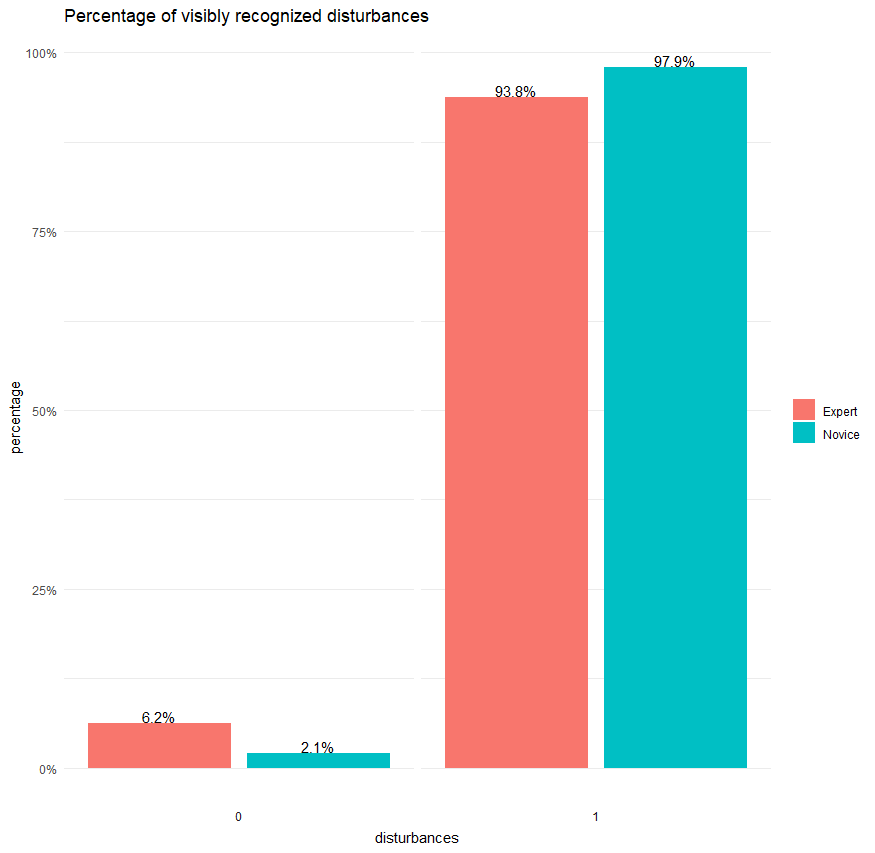 Percentage of visibly recognized disturbances
100%
75%
50%
25%
0%
percentage
6.2%
2.1%
93.8%
97.9%
0
1
disturbances
Expert
Novice